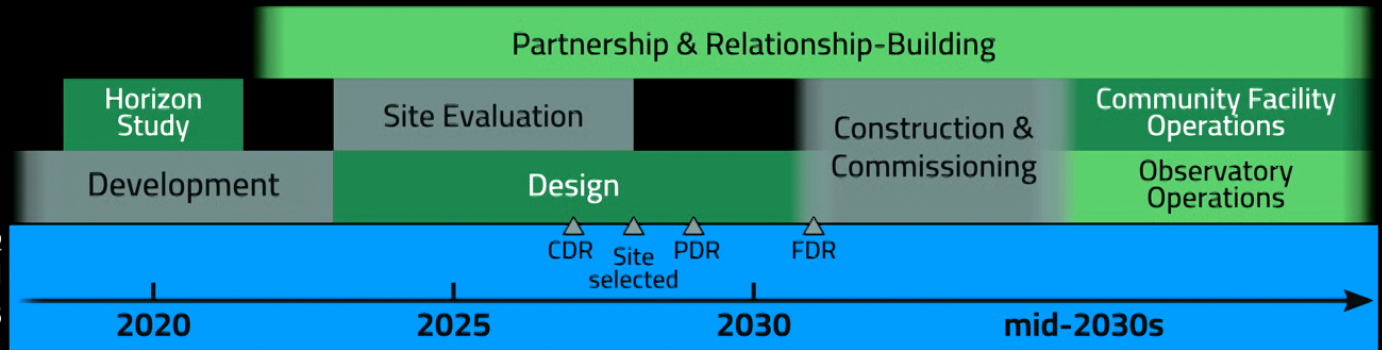 Partnership & Relationship-Building
Horizon
Study
Site Evaluation
Construction &
Commissioning
Community Facility
Operations
Development
Design
Observatory
Operations
CDR
Site
selected
PDR
FDR
2020
2025
2030
mid-2030s